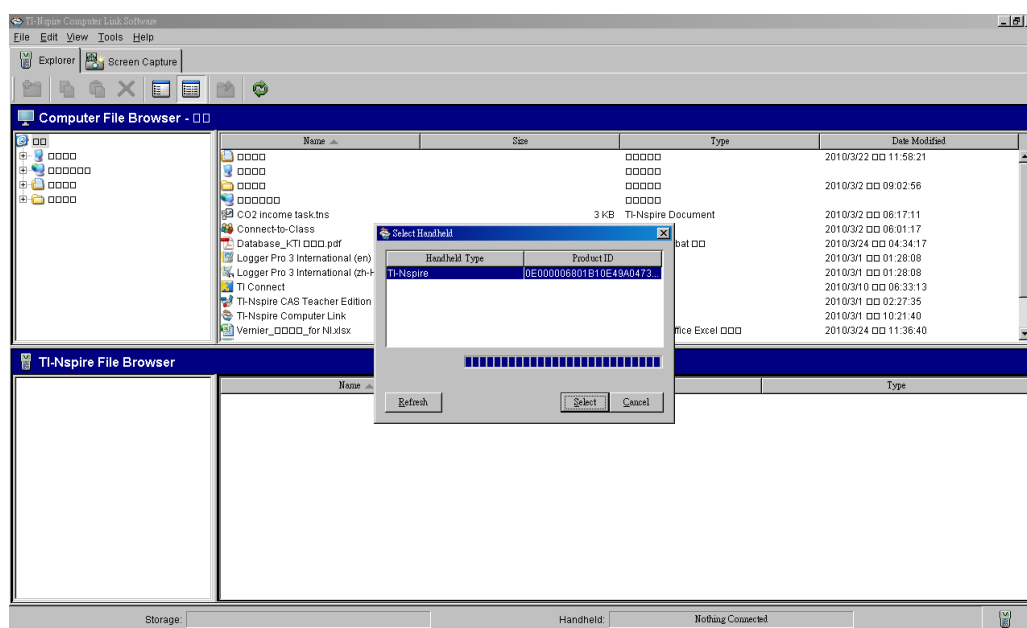 TI-Nspire Computer Link Software
File Edit View Tools Help
Explorer Screen Capture
Computer File Browser - □□
□□
□□□□
□□□□□□
□□□□
□□□□
Name Size Type Date Modified
□□□□ □□□□□ 2010/3/22 □□ 11:58:21
□□□□ □□□□□
□□□□ □□□□□ 2010/3/2 □□ 09:02:56
□□□□□□ □□□□□
CO2 income task.tns 3 KB TI-Nspire Document 2010/3/2 □□ 06:17:11
Connect-to-Class 2010/3/2 □□ 06:01:17
Database_KTI □□□.pdf bat □□ 2010/3/24 □□ 04:34:17
Logger Pro 3 International (en) 2010/3/1 □□ 01:28:08
Logger Pro 3 International (zh-H 2010/3/1 □□ 01:28:08
TI Connect 2010/3/10 □□ 06:33:13
TI-Nspire CAS Teacher Edition 2010/3/1 □□ 02:27:35
TI-Nspire Computer Link 2010/3/1 □□ 10:21:40
Vernier_□□□□_for NI.xlsx ffice Excel □□□ 2010/3/24 □□ 11:36:40
Select Handheld
Handheld Type Product ID
TI-Nspire 0E000006801B10E49A0473...
Refresh Select Cancel
TI-Nspire File Browser
Name Type
Storage: Handheld: Nothing Connected